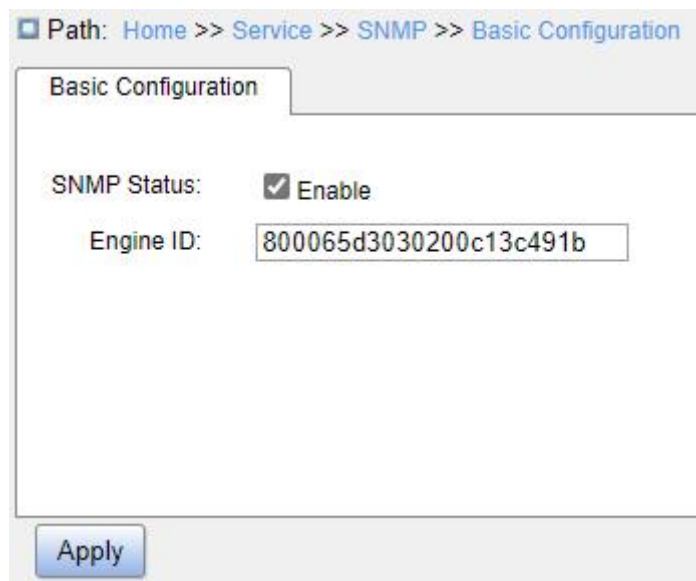 Path: Home >> Service >> SNMP >> Basic Configuration
Basic Configuration
SNMP Status: Enable
Engine ID: 800065d3030200c13c491b
Apply